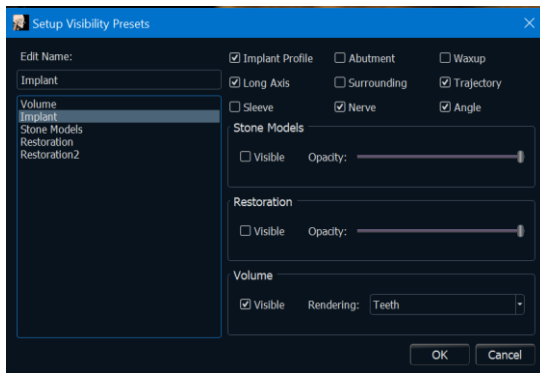 Setup Visibility Presets
Edit Name:
Implant
Volume
Implant
Stone Models
Restoration
Restoration2
Implant Profile Abutment Waxup
Long Axis Surrounding Trajectory
Sleeve Nerve Angle
Stone Models
Visible Opacity:
Restoration
Visible Opacity:
Volume
Visible Rendering: Teeth
OK Cancel